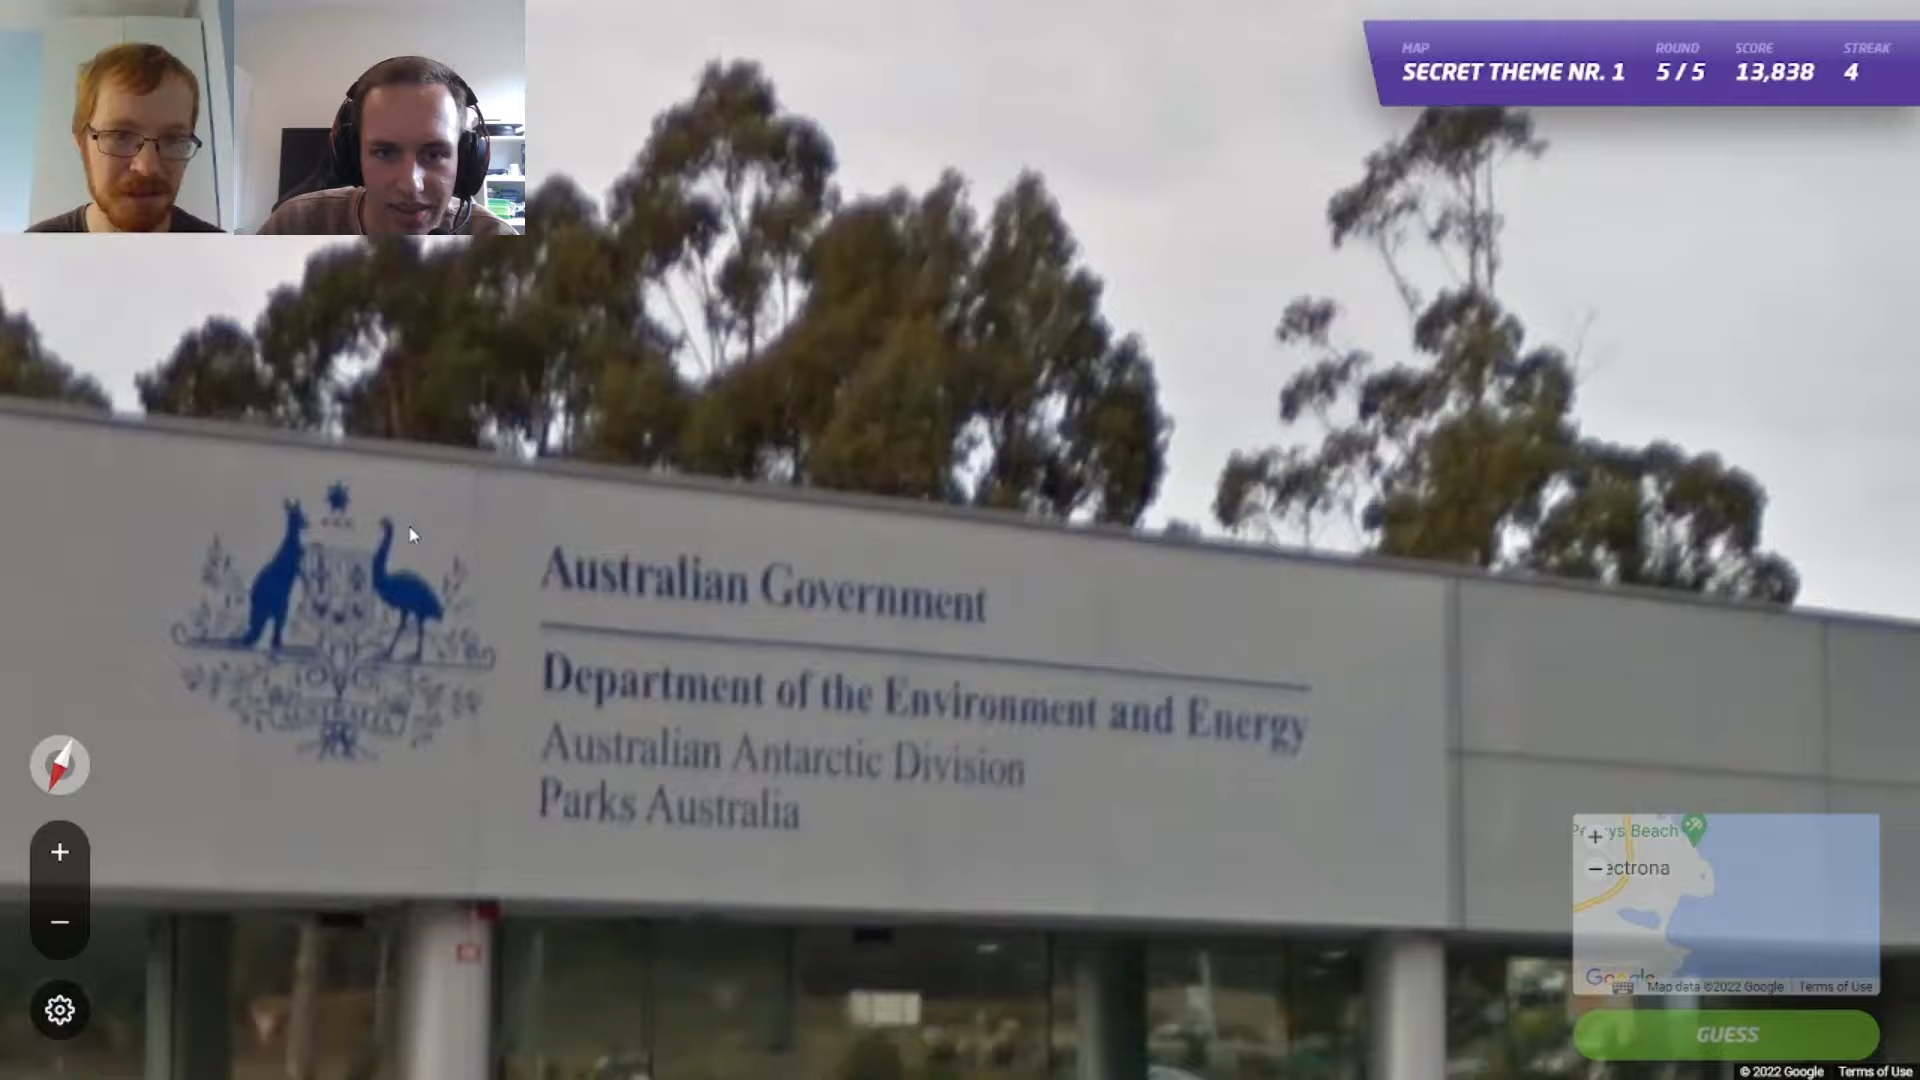 MAP
SECRET THEME NR. 1
ROUND
5 / 5
SCORE
13,838
STREAK
4
Australian Government
Department of the Environment and Energy
Australian Antarctic Division
Parks Australia
AUSTRALIA
ys Beach
ectrona
Google
Map data ©2022 Google
Terms of Use
GUESS
© 2022 Google
Terms of Use